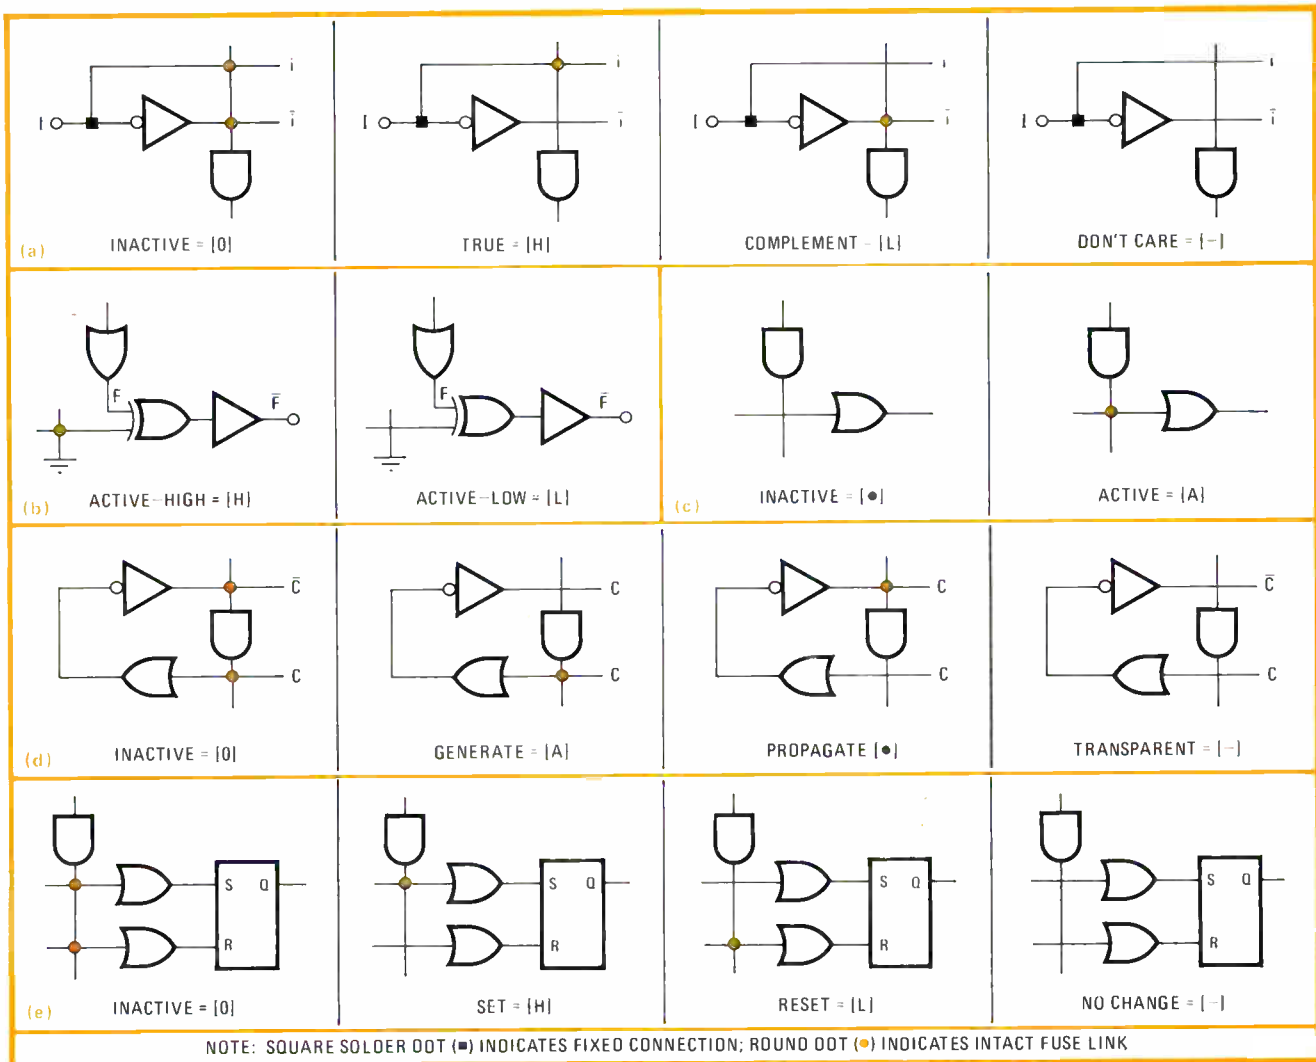 I i ī
INACTIVE = [0]
I i ī
TRUE = [H]
I i ī
COMPLEMENT - [L]
I i ī
DON'T CARE = [-]
(a)
F F̄
ACTIVE-HIGH = [H]
F F̄
ACTIVE-LOW = [L]
(b)
INACTIVE = [●]
ACTIVE = [A]
(c)
C̄
C
INACTIVE = [0]
C
C
GENERATE = [A]
C
C
PROPAGATE [●]
C̄
C
TRANSPARENT = [-]
(d)
S Q
R
INACTIVE = [0]
S Q
R
SET = [H]
S Q
R
RESET = [L]
S Q
R
NO CHANGE = [-]
(e)
NOTE: SQUARE SOLDER DOT (■) INDICATES FIXED CONNECTION; ROUND DOT (●) INDICATES INTACT FUSE LINK